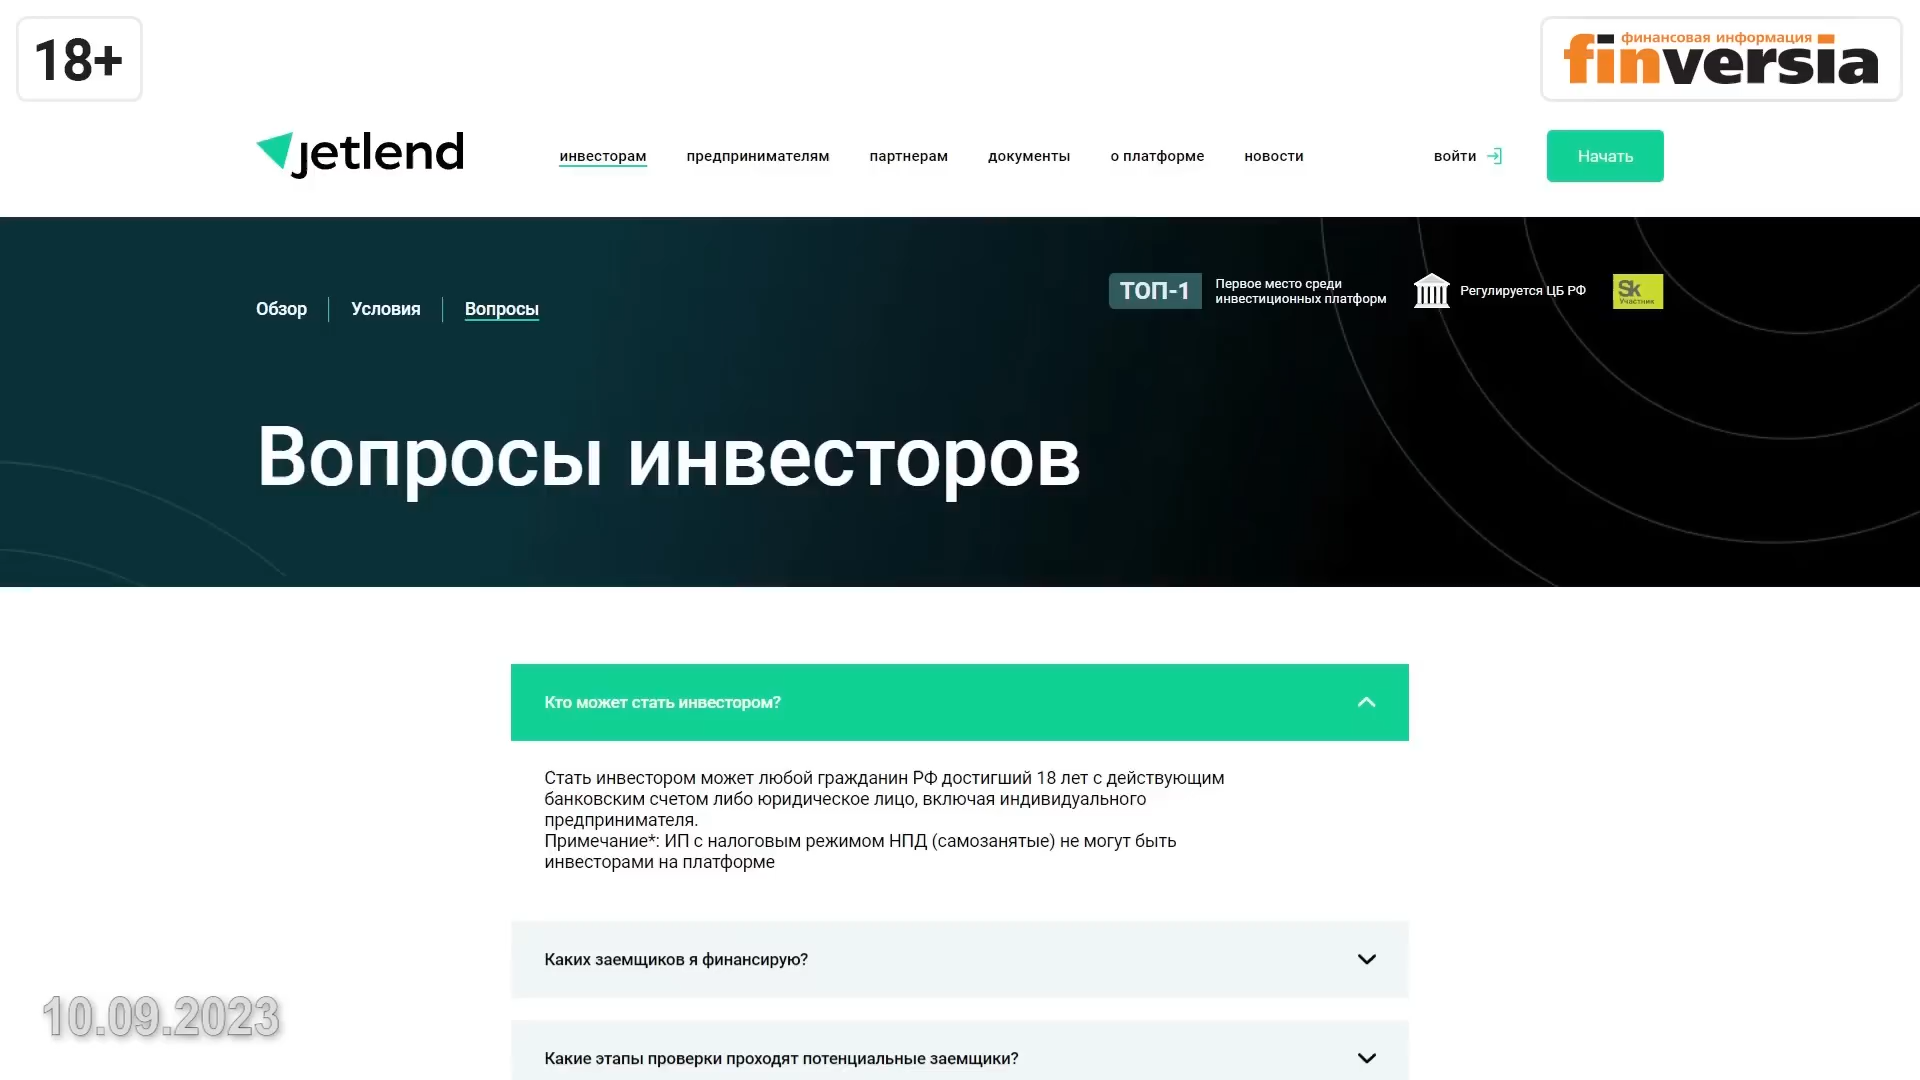 18+
финансовая информация
finversia
jetlend
инвесторам
предпринимателям
партнерам
документы
о платформе
новости
войти
Начать
Обзор
Условия
Вопросы
ТОП-1
Первое место среди
инвестиционных платформ
Регулируется ЦБ РФ
Sk
Участник
Вопросы инвесторов
Кто может стать инвестором?
Стать инвестором может любой гражданин РФ достигший 18 лет с действующим
банковским счетом либо юридическое лицо, включая индивидуального
предпринимателя.
Примечание*: ИП с налоговым режимом НПД (самозанятые) не могут быть
инвесторами на платформе
Каких заемщиков я финансирую?
Какие этапы проверки проходят потенциальные заемщики?
10.09.2023